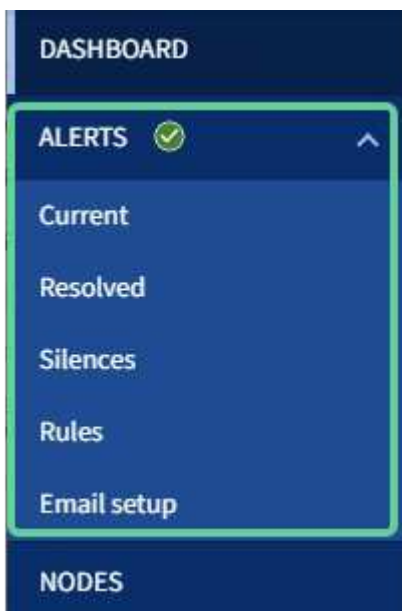 DASHBOARD
ALERTS
Current
Resolved
Silences
Rules
Email setup
NODES